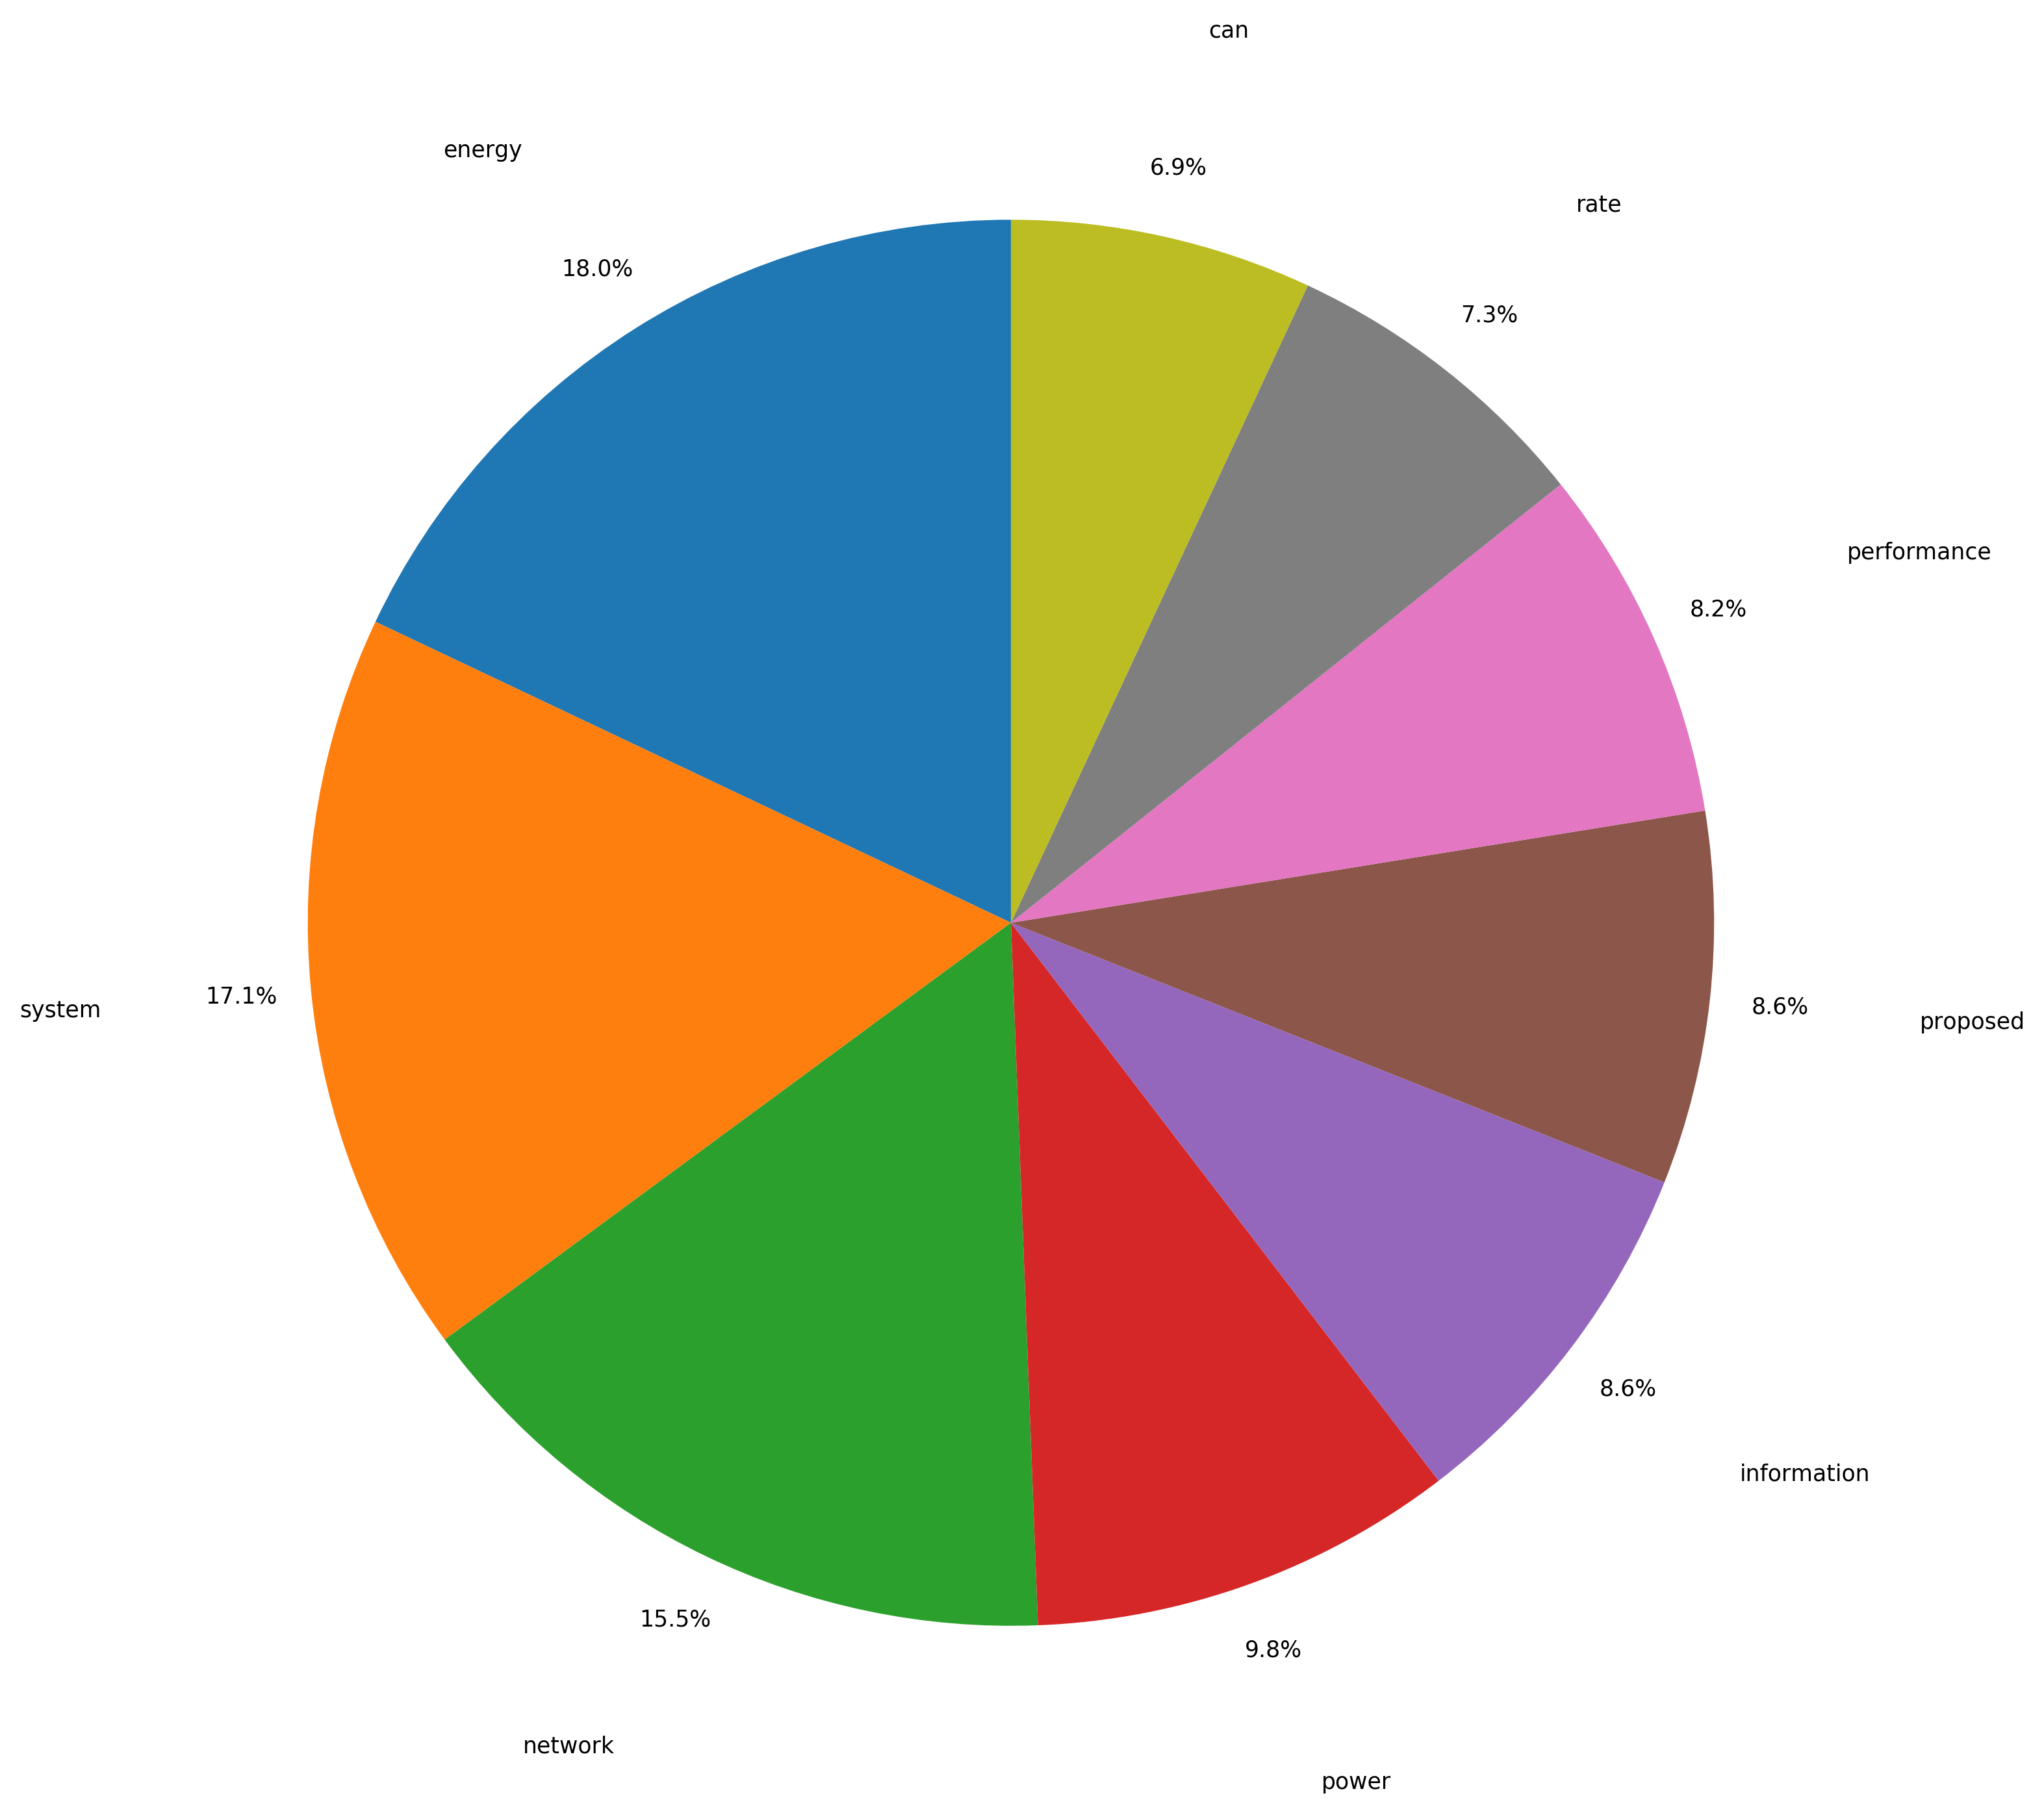 can
energy
6.9%
rate
18.0%
7.3%
performance
8.2%
system
17.1%
8.6%
proposed
8.6%
information
15.5%
9.8%
network
power